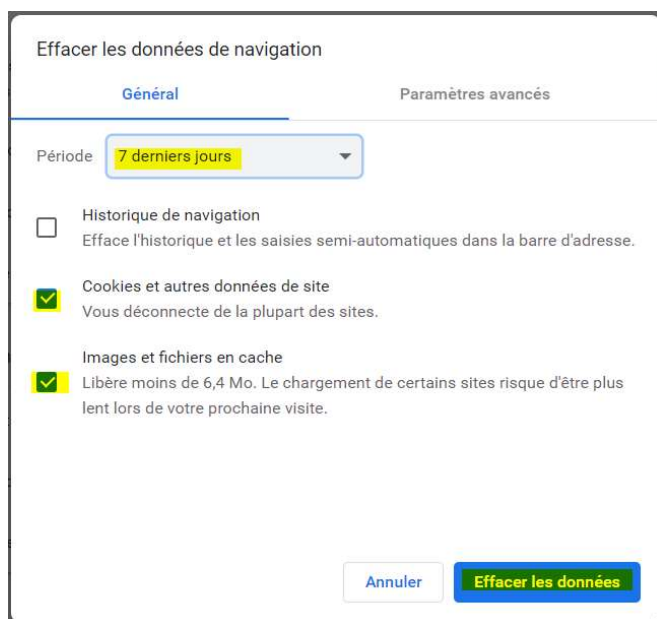 Effacer les données de navigation
Général Paramètres avancés
Période 7 derniers jours
Historique de navigation
Efface l'historique et les saisies semi-automatiques dans la barre d'adresse.
Cookies et autres données de site
Vous déconnecte de la plupart des sites.
Images et fichiers en cache
Libère moins de 6,4 Mo. Le chargement de certains sites risque d'être plus
lent lors de votre prochaine visite.
Annuler Effacer les données